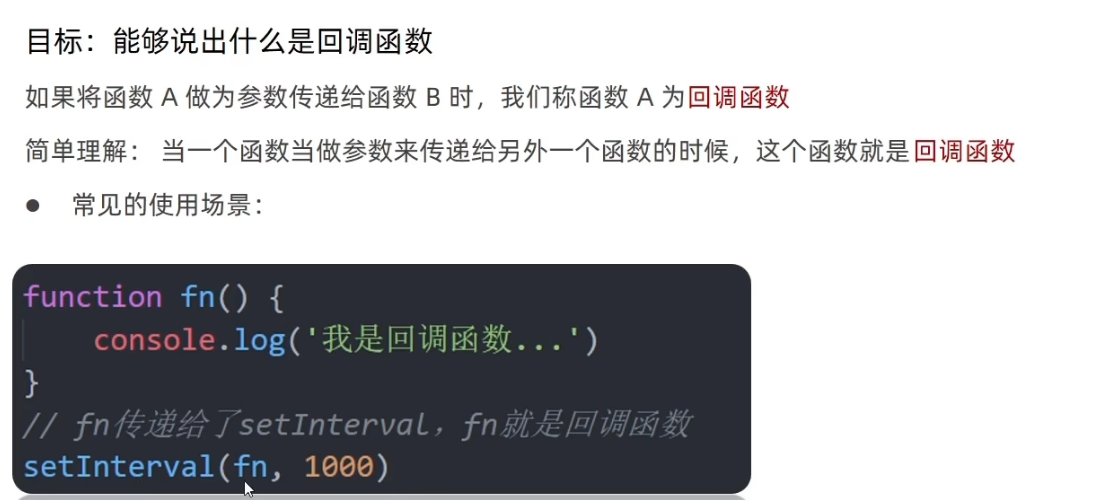 目标：能够说出什么是回调函数
如果将函数 A 做为参数传递给函数 B 时，我们称函数 A 为回调函数
简单理解： 当一个函数当做参数来传递给另外一个函数的时候，这个函数就是回调函数
● 常见的使用场景：
function fn() {
    console.log('我是回调函数...')
}
// fn传递给了setInterval，fn就是回调函数
setInterval(fn, 1000)